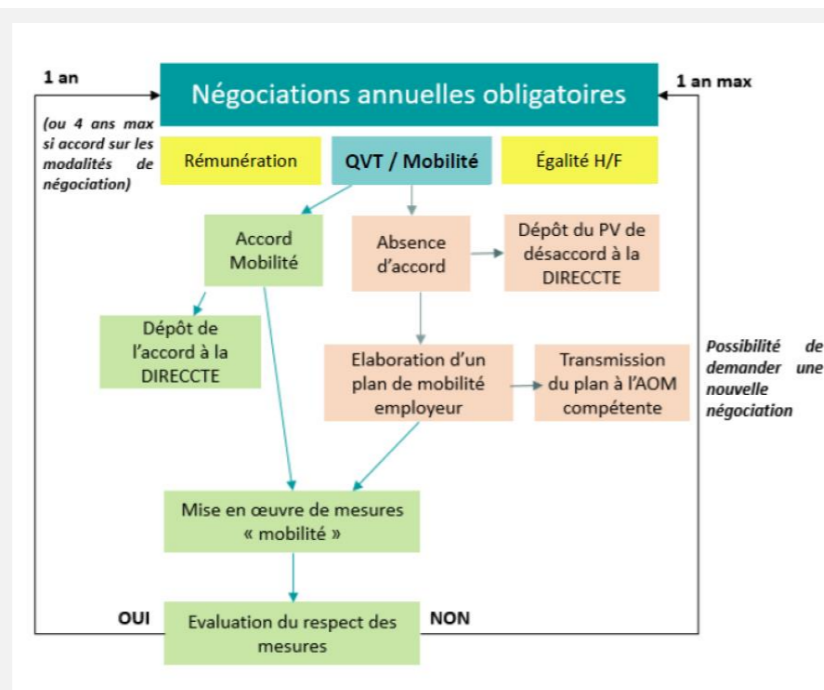 1 an
Négociations annuelles obligatoires
1 an max
(ou 4 ans max
si accord sur les
modalités de
négociation)
Rémunération
QVT / Mobilité
Égalité H/F
Accord
Mobilité
Absence
d'accord
Dépôt du PV de
désaccord à la
DIRECCTE
Dépôt de
l'accord à la
DIRECCTE
Elaboration d'un
plan de mobilité
employeur
Transmission
du plan à l'AOM
compétente
Possibilité de
demander une
nouvelle
négociation
Mise en œuvre de mesures
« mobilité »
OUI
Evaluation du respect des
mesures
NON